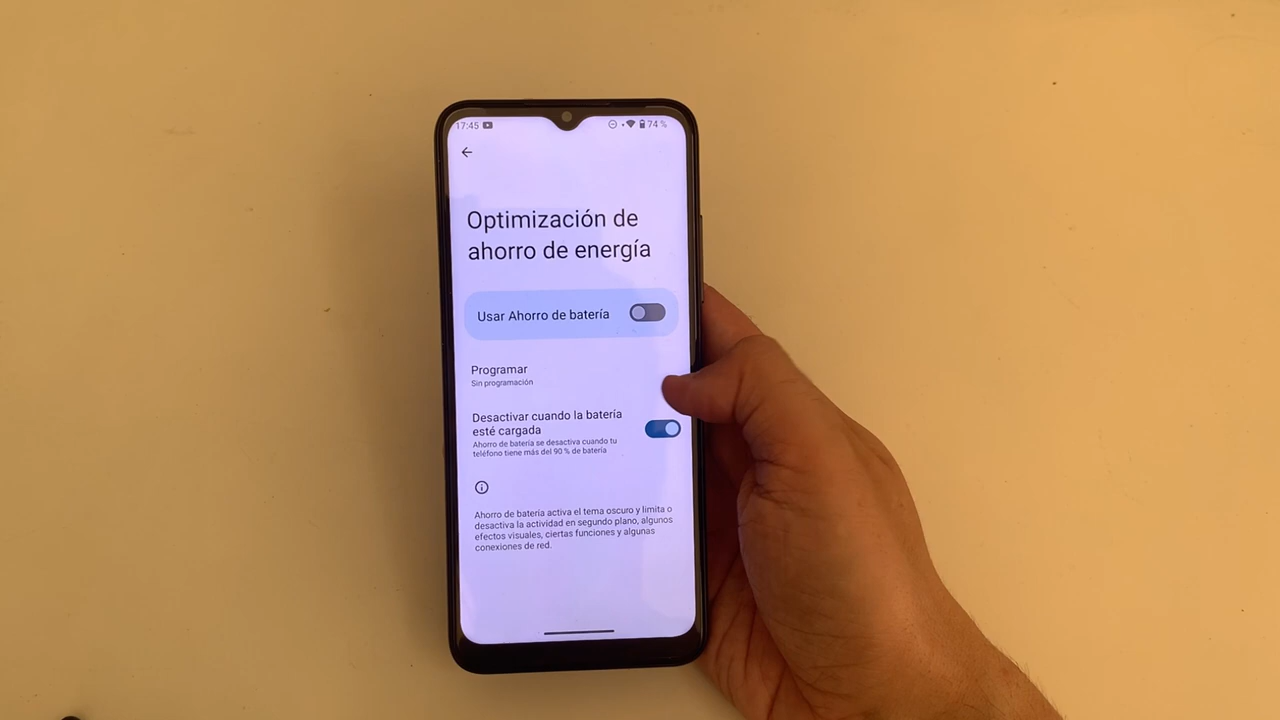 17:45
74 %
Optimización de
ahorro de energía
Usar Ahorro de batería
Programar
Sin programación
Desactivar cuando la batería
esté cargada
Ahorro de batería se desactiva cuando tu
teléfono tiene más del 90 % de batería
Ahorro de batería activa el tema oscuro y limita o
desactiva la actividad en segundo plano, algunos
efectos visuales, ciertas funciones y algunas
conexiones de red.